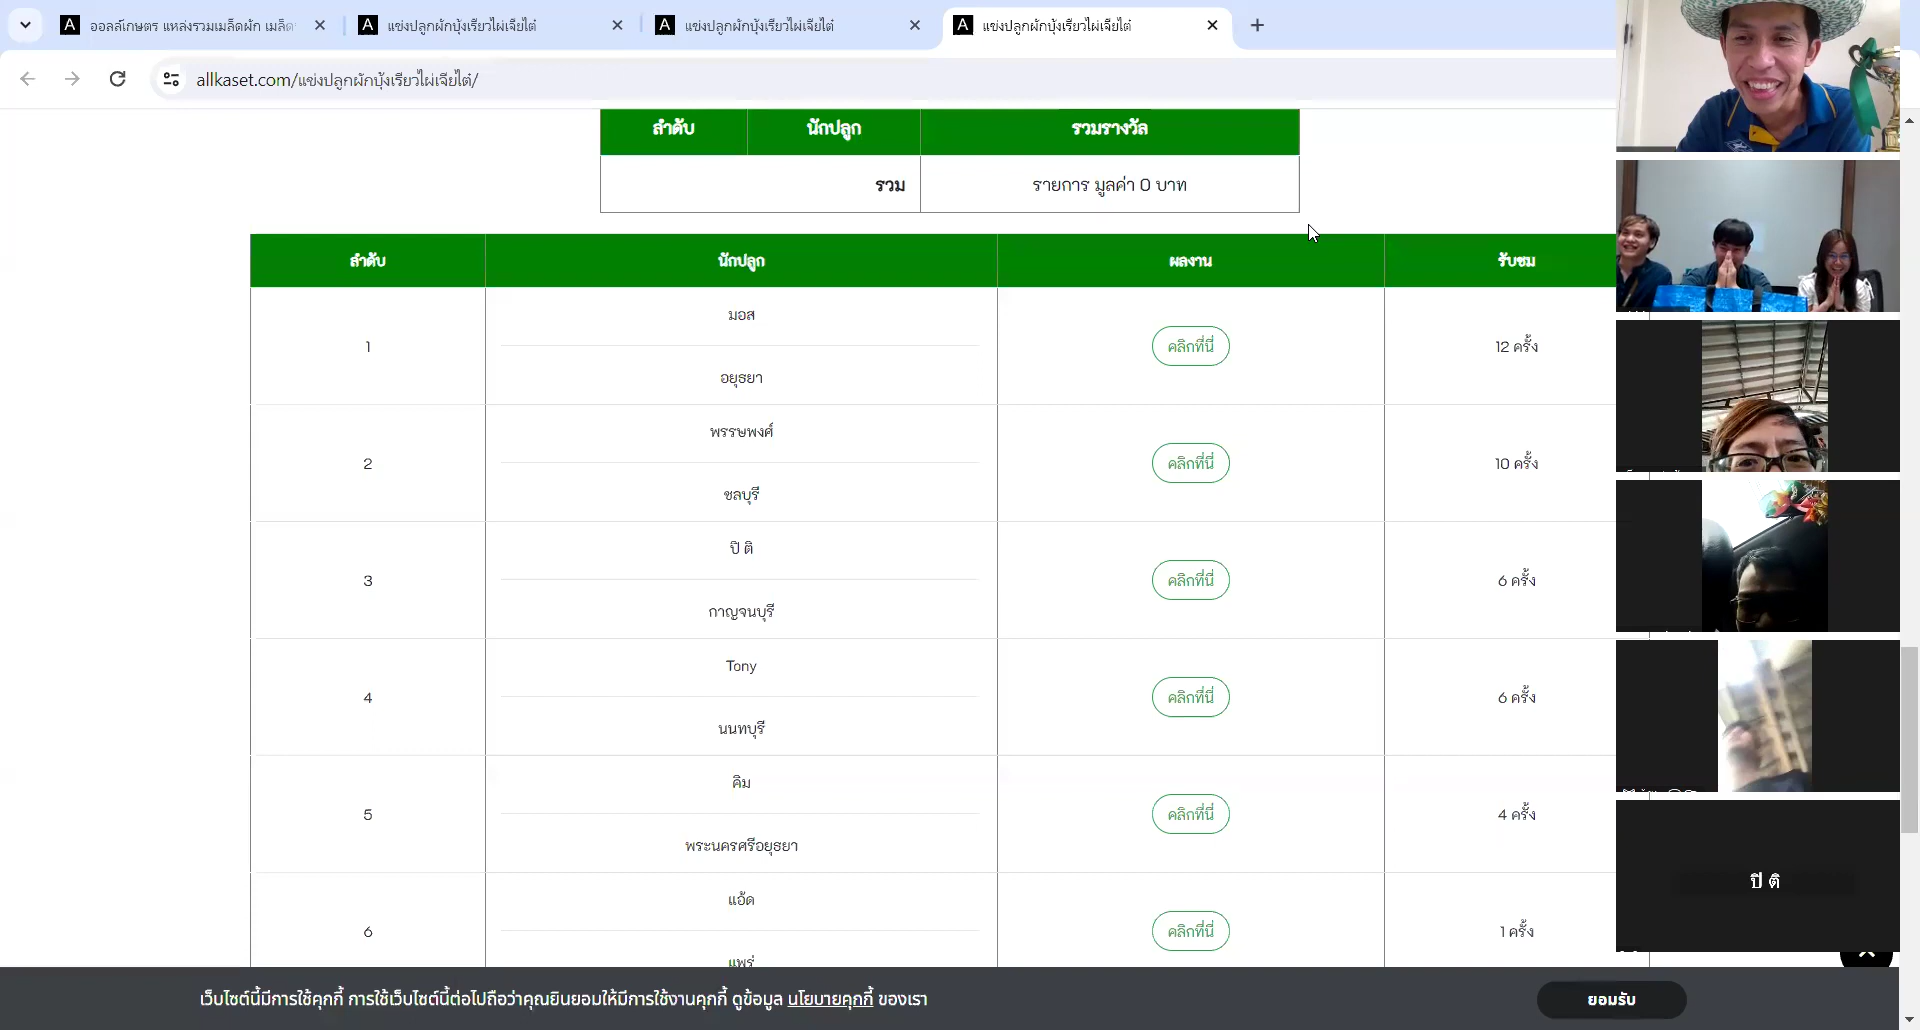 ออลล์เกษตร แหล่งรวมเมล็ดผัก เมล็ด
แข่งปลูกผักบุ้งเรียวไผ่เจียไต๋
แข่งปลูกผักบุ้งเรียวไผ่เจียไต๋
แข่งปลูกผักบุ้งเรียวไผ่เจียไต๋
allkaset.com/แข่งปลูกผักบุ้งเรียวไผ่เจียไต๋/
ลำดับ นักปลูก รวมรางวัล
รวม รายการ มูลค่า 0 บาท
ลำดับ นักปลูก ผลงาน รับชม
มอส
1 คลิกที่นี่ 12 ครั้ง
อยุธยา
พรรษพงศ์
2 คลิกที่นี่ 10 ครั้ง
ชลบุรี
ปิ ติ
3 คลิกที่นี่ 6 ครั้ง
กาญจนบุรี
Tony
4 คลิกที่นี่ 6 ครั้ง
นนทบุรี
คิม
5 คลิกที่นี่ 4 ครั้ง
พระนครศรีอยุธยา
แอ้ด
6 คลิกที่นี่ 1 ครั้ง
แพร่
ปิ ติ
เว็บไซต์นี้มีการใช้คุกกี้ การใช้เว็บไซต์นี้ต่อไปถือว่าคุณยินยอมให้มีการใช้งานคุกกี้ ดูข้อมูล นโยบายคุกกี้ ของเรา
ยอมรับ